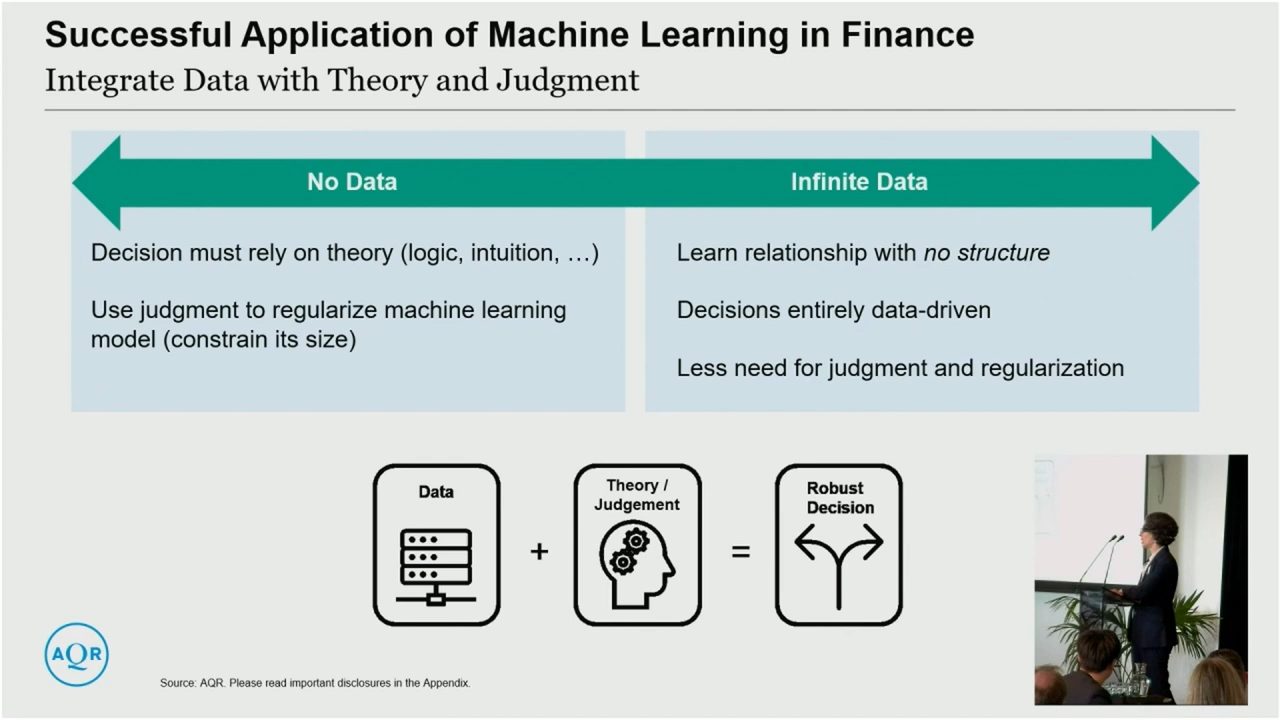 Successful Application of Machine Learning in Finance
Integrate Data with Theory and Judgment
No Data
Decision must rely on theory (logic, intuition, …)
Use judgment to regularize machine learning
model (constrain its size)
Infinite Data
Learn relationship with no structure
Decisions entirely data-driven
Less need for judgment and regularization
Data
+
Theory /
Judgement
=
Robust
Decision
AQR
Source: AQR. Please read important disclosures in the Appendix.